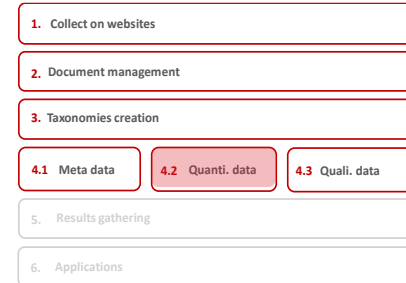 1. Collect on websites
2. Document management
3. Taxonomies creation
4.1 Meta data 4.2 Quanti. data 4.3 Quali. data
5. Results gathering
6. Applications